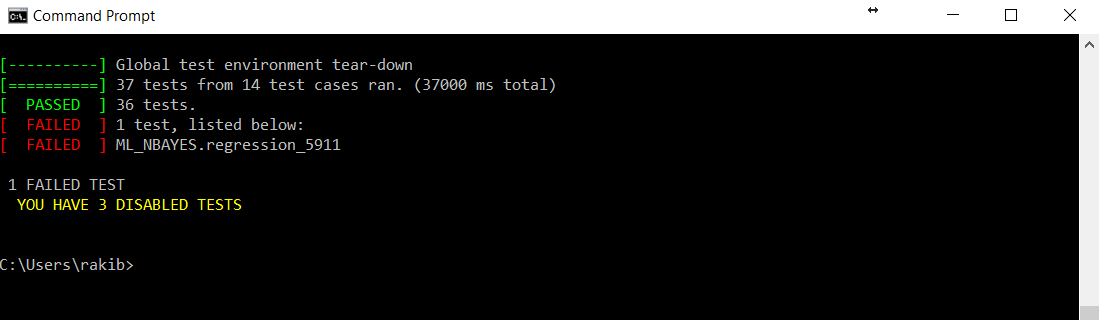 Command Prompt
[----------] Global test environment tear-down
[==========] 37 tests from 14 test cases ran. (37000 ms total)
[  PASSED  ] 36 tests.
[  FAILED  ] 1 test, listed below:
[  FAILED  ] ML_NBAYES.regression_5911
1 FAILED TEST
YOU HAVE 3 DISABLED TESTS
C:\Users\rakib>